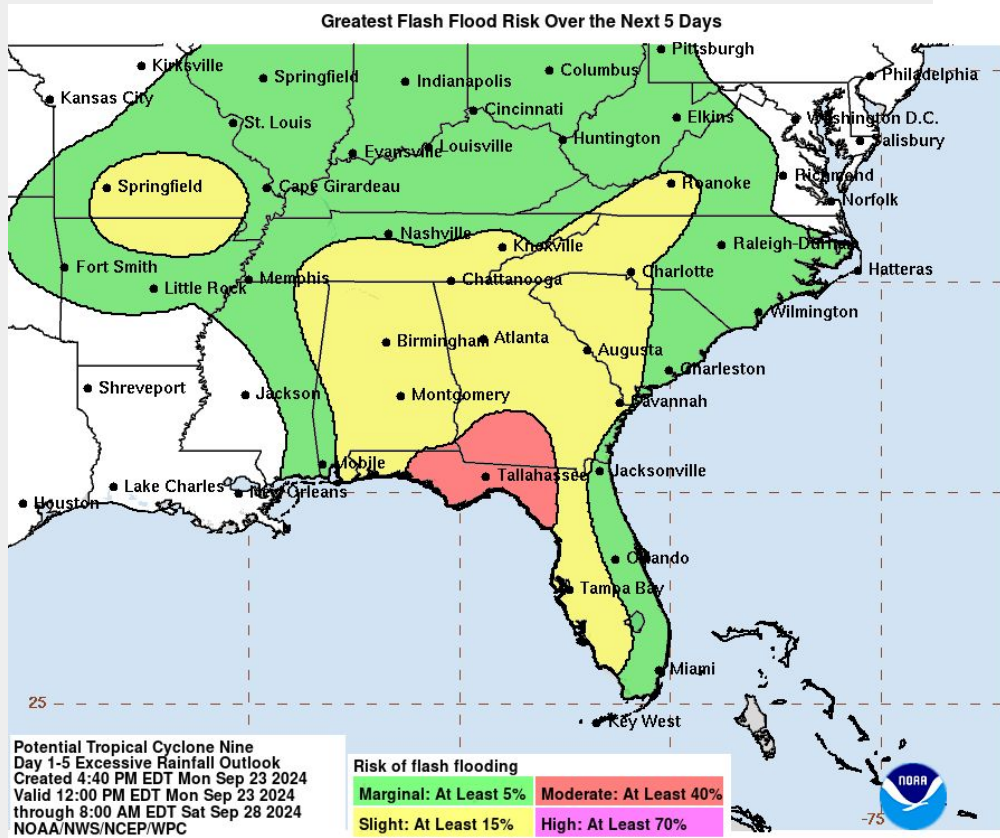 Greatest Flash Flood Risk Over the Next 5 Days
Pittsburgh
Kirksville
Springfield
Indianapolis
Columbus
Philadelphia
Kansas City
Cincinnati
Elkins
Washington D.C.
St. Louis
Evansville
Louisville
Huntington
Salisbury
Springfield
Cape Girardeau
Roanoke
Richmond
Norfolk
Nashville
Knoxville
Raleigh-Durham
Fort Smith
Memphis
Chattanooga
Charlotte
Hatteras
Little Rock
Wilmington
Birmingham
Atlanta
Augusta
Shreveport
Jackson
Montgomery
Charleston
Savannah
Mobile
Tallahassee
Jacksonville
Lake Charles
New Orleans
Houston
Orlando
Tampa Bay
Miami
25
Key West
Potential Tropical Cyclone Nine
Day 1-5 Excessive Rainfall Outlook
Created 4:40 PM EDT Mon Sep 23 2024
Valid 12:00 PM EDT Mon Sep 23 2024
through 8:00 AM EDT Sat Sep 28 2024
NOAA/NWS/NCEP/WPC
Risk of flash flooding
Marginal: At Least 5%
Moderate: At Least 40%
Slight: At Least 15%
High: At Least 70%
NOAA
-75